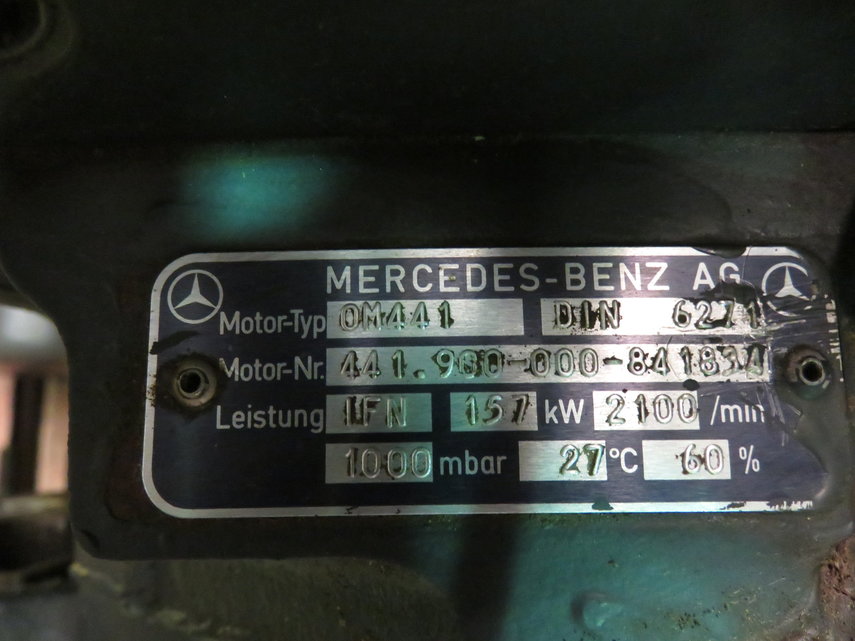 MERCEDES-BENZ AG
Motor-Typ OM441 DIN 6271
Motor-Nr. 441.900-000-841834
Leistung IFN 157 kW 2100 /min
1000 mbar 27 °C 60 %